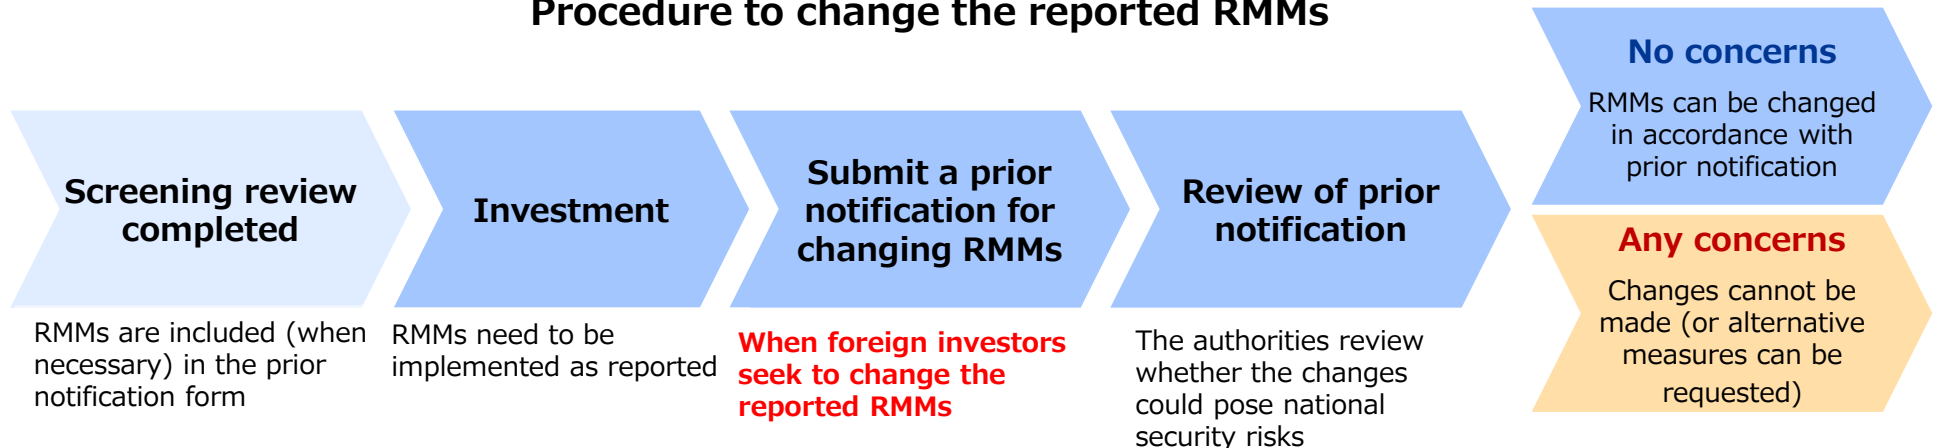 Procedure to change the reported RMMs
Screening review
completed
RMMs are included (when
necessary) in the prior
notification form
Investment
RMMs need to be
implemented as reported
Submit a prior
notification for
changing RMMs
When foreign investors
seek to change the
reported RMMs
Review of prior
notification
The authorities review
whether the changes
could pose national
security risks
No concerns
RMMs can be changed
in accordance with
prior notification
Any concerns
Changes cannot be
made (or alternative
measures can be
requested)